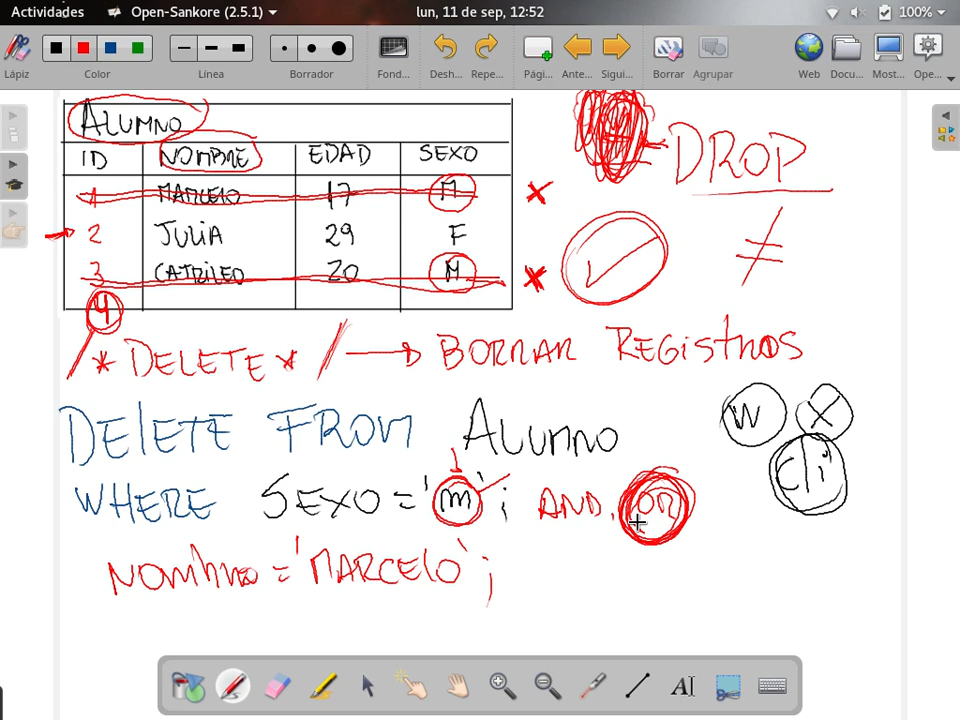 Actividades Open-Sankore (2.5.1) lun, 11 de sep, 12:52 100%
Lápiz Color Línea Borrador Fond... Desh... Repe... Pági... Ante... Sigui... Borrar Agrupar Web Docu... Most... Ope...
ALUMNO
ID NOMBRE EDAD SEXO
1 MARCELO 17 M x
2 JULIA 29 F
3 CATRILEO 20 M x
4
DROP
≠
/* DELETE */ → BORRAR REGISTROS
DELETE FROM ALUMNO
W X
cli
WHERE SEXO = 'm' ; AND, OR
Nombre = 'MARCELO' ;
AI